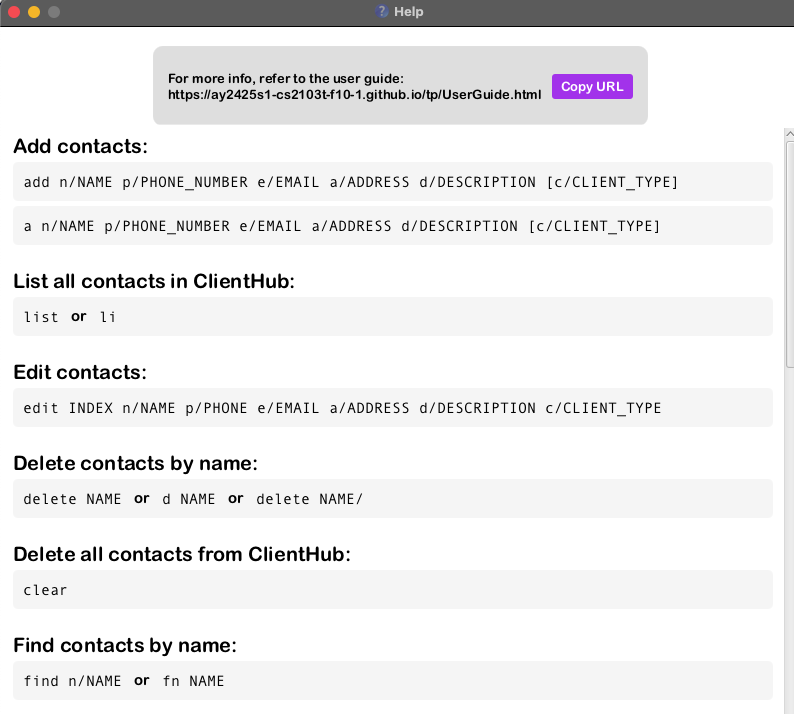 Help
For more info, refer to the user guide:
https://ay2425s1-cs2103t-f10-1.github.io/tp/UserGuide.html
Copy URL
Add contacts:
add n/NAME p/PHONE_NUMBER e/EMAIL a/ADDRESS d/DESCRIPTION [c/CLIENT_TYPE]
a n/NAME p/PHONE_NUMBER e/EMAIL a/ADDRESS d/DESCRIPTION [c/CLIENT_TYPE]
List all contacts in ClientHub:
list or li
Edit contacts:
edit INDEX n/NAME p/PHONE e/EMAIL a/ADDRESS d/DESCRIPTION c/CLIENT_TYPE
Delete contacts by name:
delete NAME or d NAME or delete NAME/
Delete all contacts from ClientHub:
clear
Find contacts by name:
find n/NAME or fn NAME